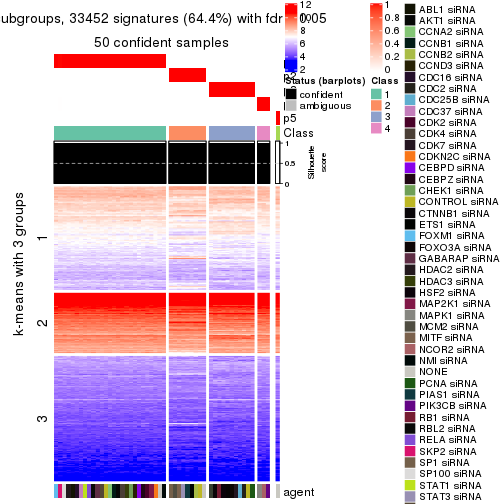 ubgroups, 33452 signatures (64.4%) with fdr 0.05
50 confident samples
p5
Class
1
0.5
0
Silhouette
score
k-means with 3 groups
1
2
3
agent
12
10
8
6
4
2
1
0.8
0.6
0.4
0.2
0
Status (barplots)
confident
ambiguous
Class
1
2
3
4
ABL1 siRNA
AKT1 siRNA
CCNA2 siRNA
CCNB1 siRNA
CCNB2 siRNA
CCND3 siRNA
CDC16 siRNA
CDC2 siRNA
CDC25B siRNA
CDC37 siRNA
CDK2 siRNA
CDK4 siRNA
CDK7 siRNA
CDKN2C siRNA
CEBPD siRNA
CEBPZ siRNA
CHEK1 siRNA
CONTROL siRNA
CTNNB1 siRNA
ETS1 siRNA
FOXM1 siRNA
FOXO3A siRNA
GABARAP siRNA
HDAC2 siRNA
HDAC3 siRNA
HSF2 siRNA
MAP2K1 siRNA
MAPK1 siRNA
MCM2 siRNA
MITF siRNA
NCOR2 siRNA
NMI siRNA
NONE
PCNA siRNA
PIAS1 siRNA
PIK3CB siRNA
RB1 siRNA
RBL2 siRNA
RELA siRNA
SKP2 siRNA
SP1 siRNA
SP100 siRNA
STAT1 siRNA
STAT3 siRNA